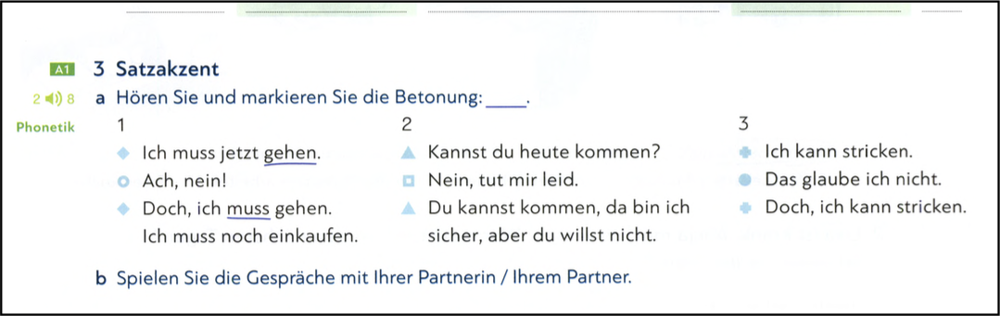 A1 3 Satzakzent
2 8 a Hören Sie und markieren Sie die Betonung: ____.
Phonetik
1
Ich muss jetzt gehen.
Ach, nein!
Doch, ich muss gehen.
Ich muss noch einkaufen.
2
Kannst du heute kommen?
Nein, tut mir leid.
Du kannst kommen, da bin ich
sicher, aber du willst nicht.
3
Ich kann stricken.
Das glaube ich nicht.
Doch, ich kann stricken.
b Spielen Sie die Gespräche mit Ihrer Partnerin / Ihrem Partner.